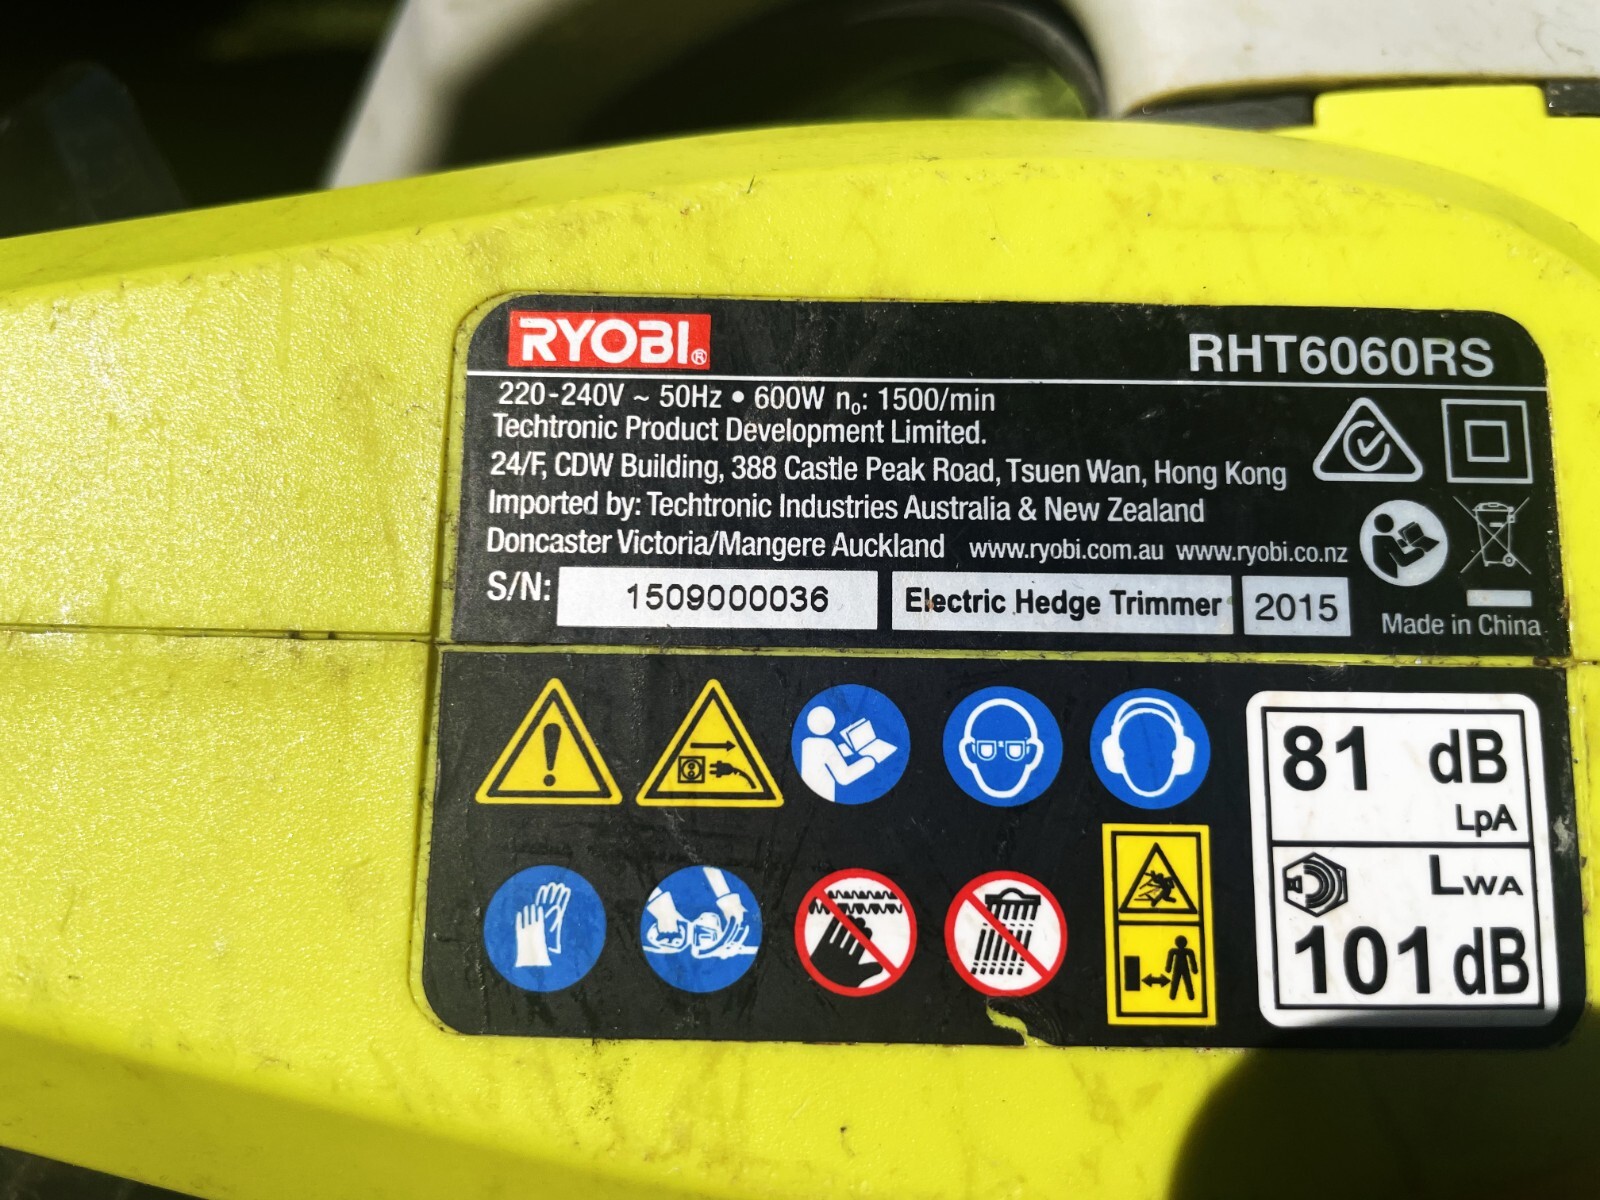 RYOBI® RHT6060RS
220-240V ~ 50Hz • 600W n₀: 1500/min
Techtronic Product Development Limited.
24/F, CDW Building, 388 Castle Peak Road, Tsuen Wan, Hong Kong
Imported by: Techtronic Industries Australia & New Zealand
Doncaster Victoria/Mangere Auckland www.ryobi.com.au www.ryobi.co.nz
S/N: 1509000036 Electric Hedge Trimmer 2015
Made in China
81 dB
LpA
LWA
101 dB